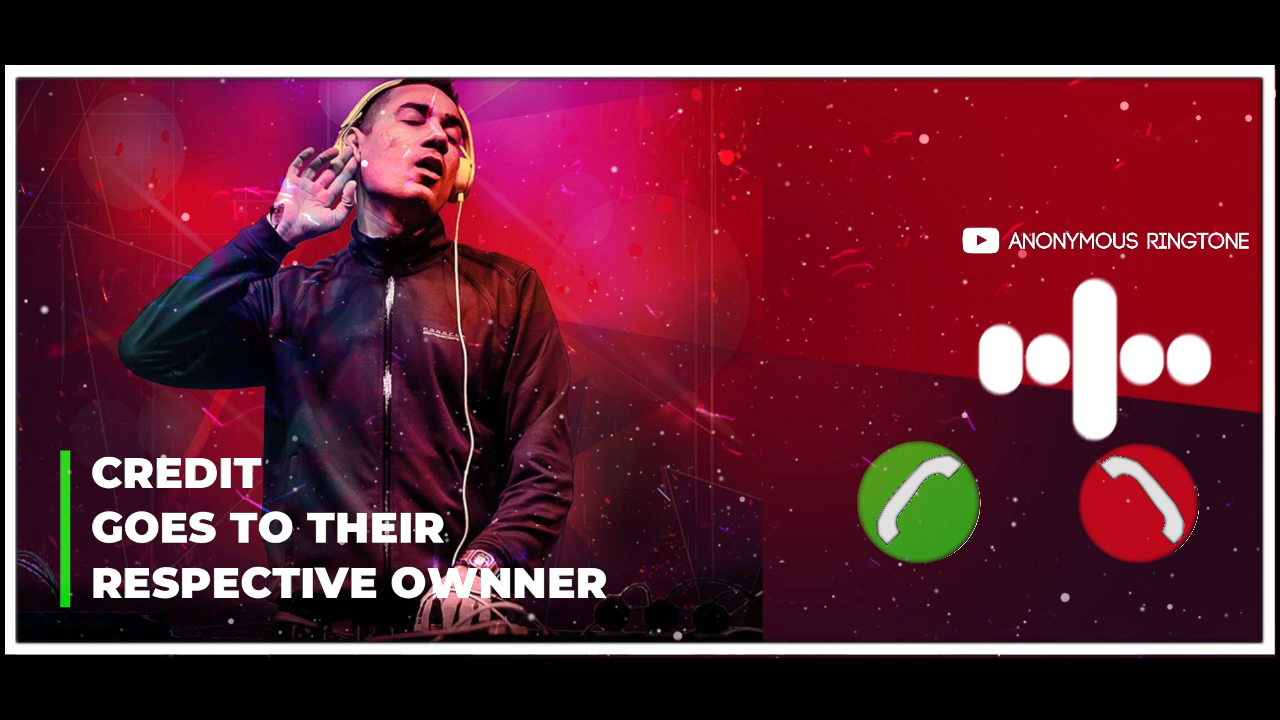 ANONYMOUS RINGTONE
CREDIT
GOES TO THEIR
RESPECTIVE OWNNER